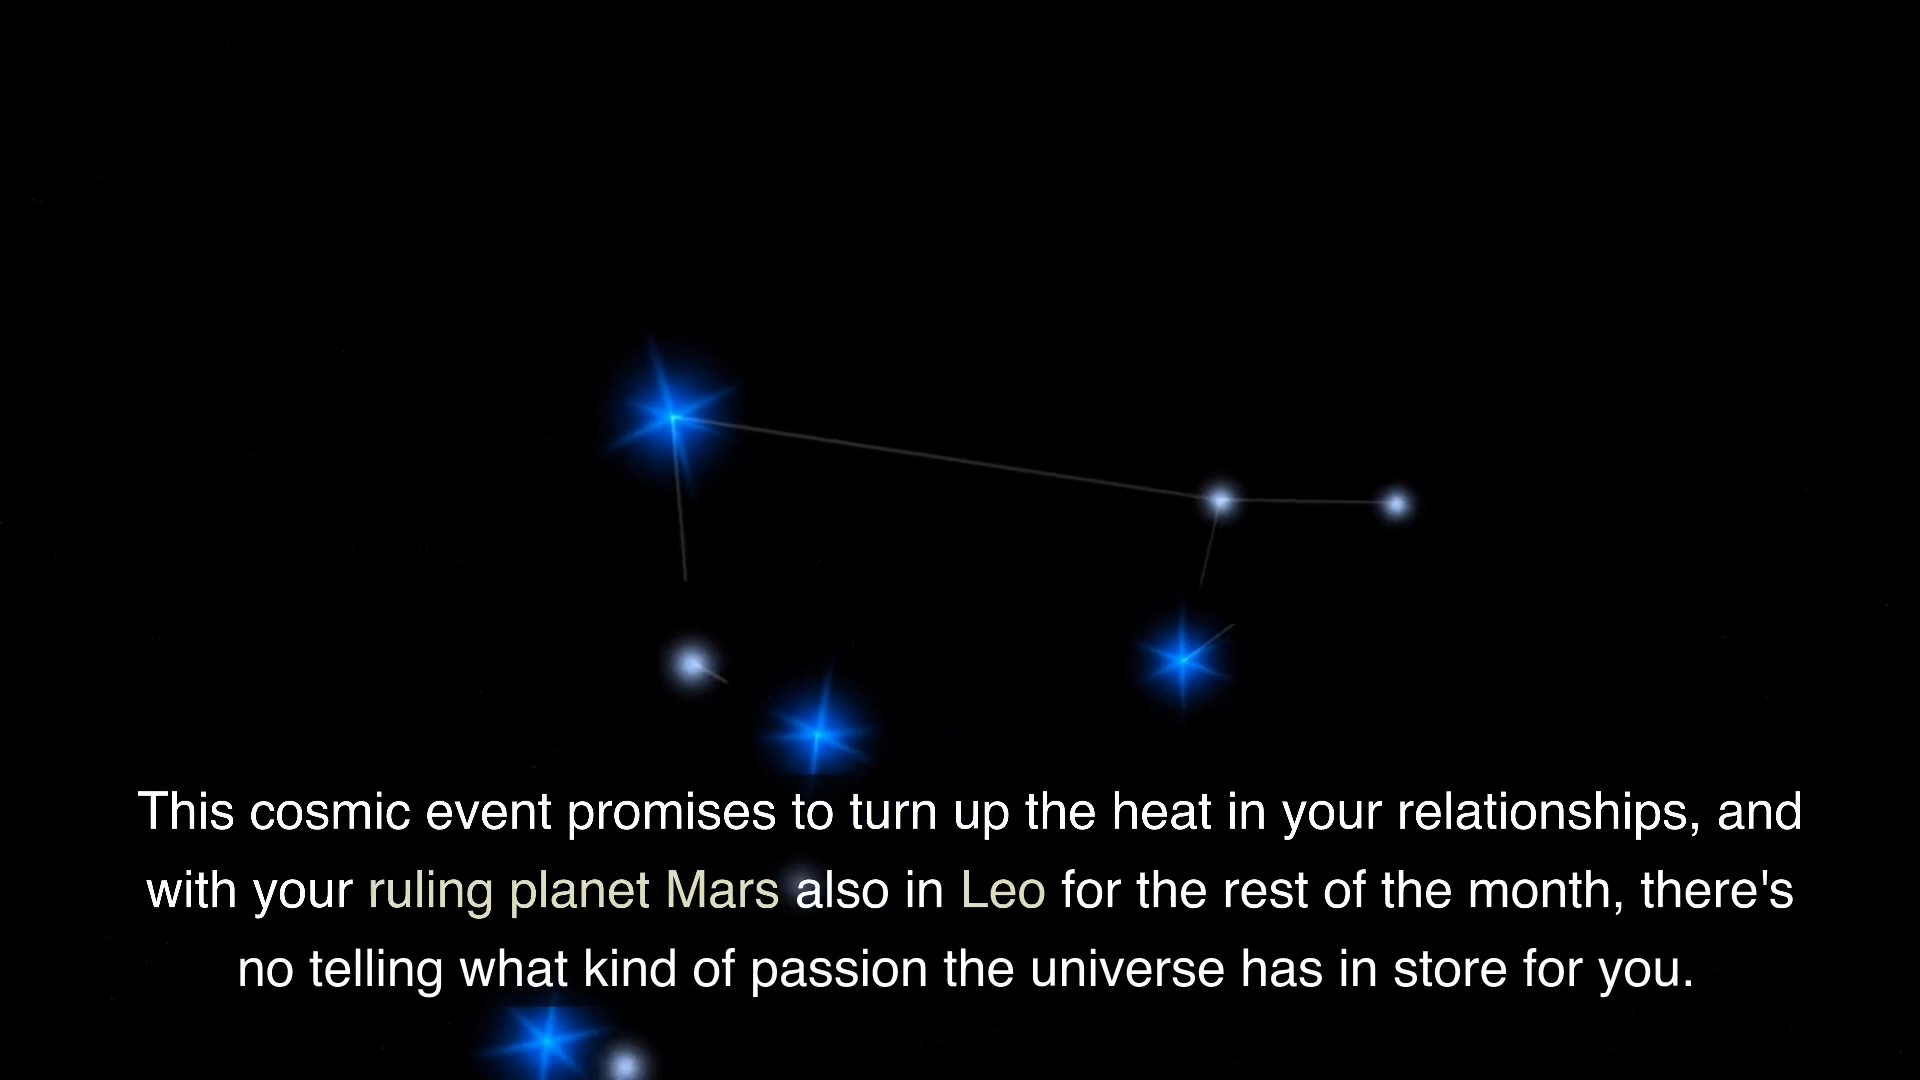 This cosmic event promises to turn up the heat in your relationships, and
with your ruling planet Mars also in Leo for the rest of the month, there's
no telling what kind of passion the universe has in store for you.